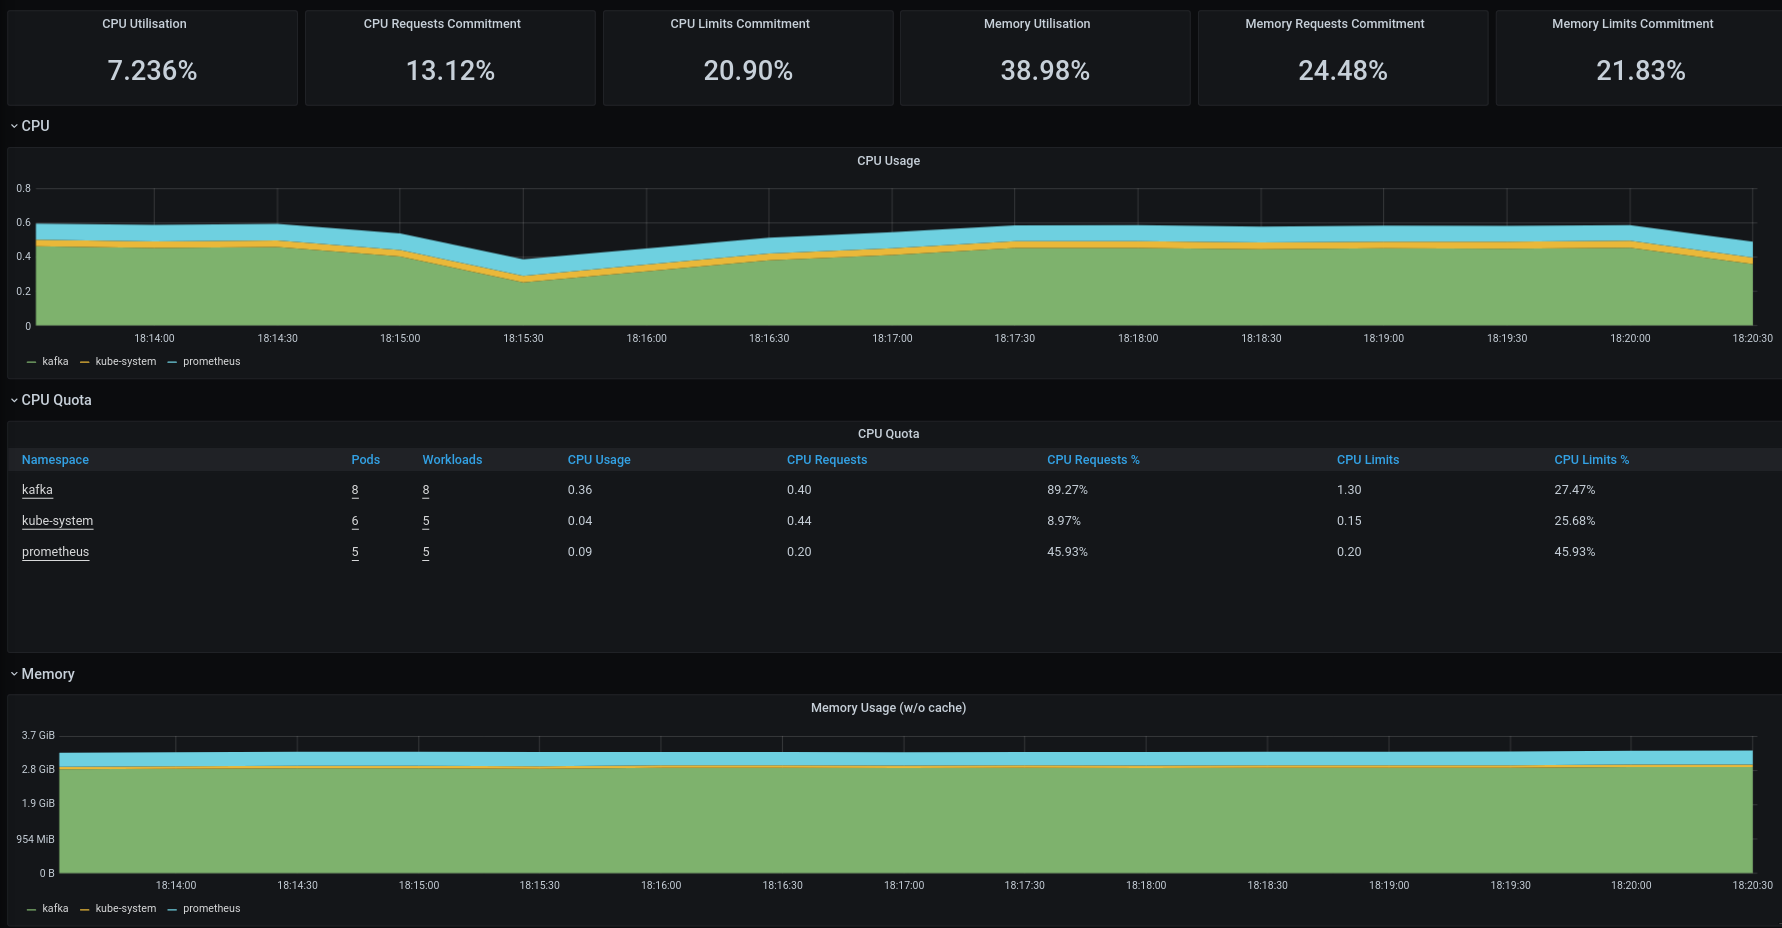 CPU Utilisation CPU Requests Commitment CPU Limits Commitment Memory Utilisation Memory Requests Commitment Memory Limits Commitment
7.236% 13.12% 20.90% 38.98% 24.48% 21.83%
CPU
CPU Usage
0.8
0.6
0.4
0.2
0
18:14:00 18:14:30 18:15:00 18:15:30 18:16:00 18:16:30 18:17:00 18:17:30 18:18:00 18:18:30 18:19:00 18:19:30 18:20:00 18:20:30
kafka kube-system prometheus
CPU Quota
CPU Quota
Namespace Pods Workloads CPU Usage CPU Requests CPU Requests % CPU Limits CPU Limits %
kafka 8 8 0.36 0.40 89.27% 1.30 27.47%
kube-system 6 5 0.04 0.44 8.97% 0.15 25.68%
prometheus 5 5 0.09 0.20 45.93% 0.20 45.93%
Memory
Memory Usage (w/o cache)
3.7 GiB
2.8 GiB
1.9 GiB
954 MiB
0 B
18:14:00 18:14:30 18:15:00 18:15:30 18:16:00 18:16:30 18:17:00 18:17:30 18:18:00 18:18:30 18:19:00 18:19:30 18:20:00 18:20:30
kafka kube-system prometheus